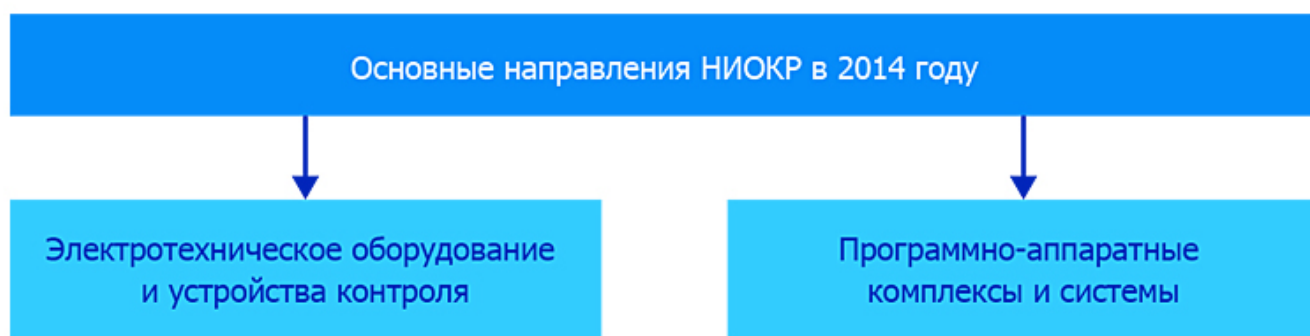 Основные направления НИОКР в 2014 году
Электротехническое оборудование
и устройства контроля
Программно-аппаратные
комплексы и системы